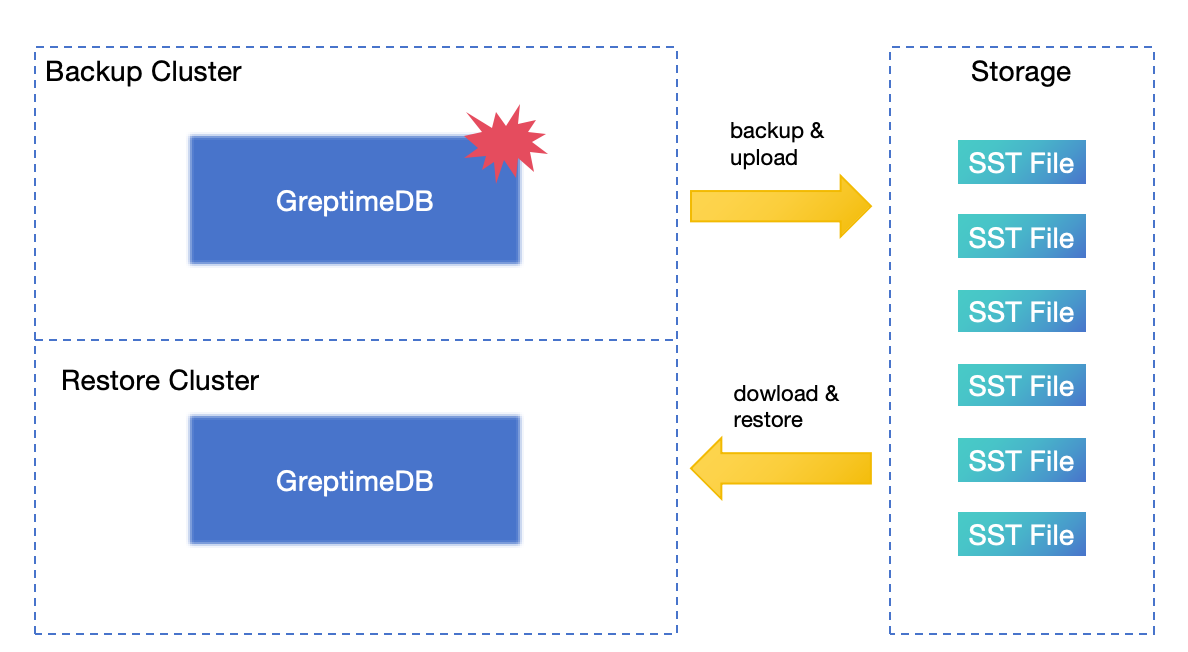 Backup Cluster
GreptimeDB
backup &
upload
Storage
SST File
SST File
SST File
SST File
SST File
SST File
Restore Cluster
GreptimeDB
dowload &
restore